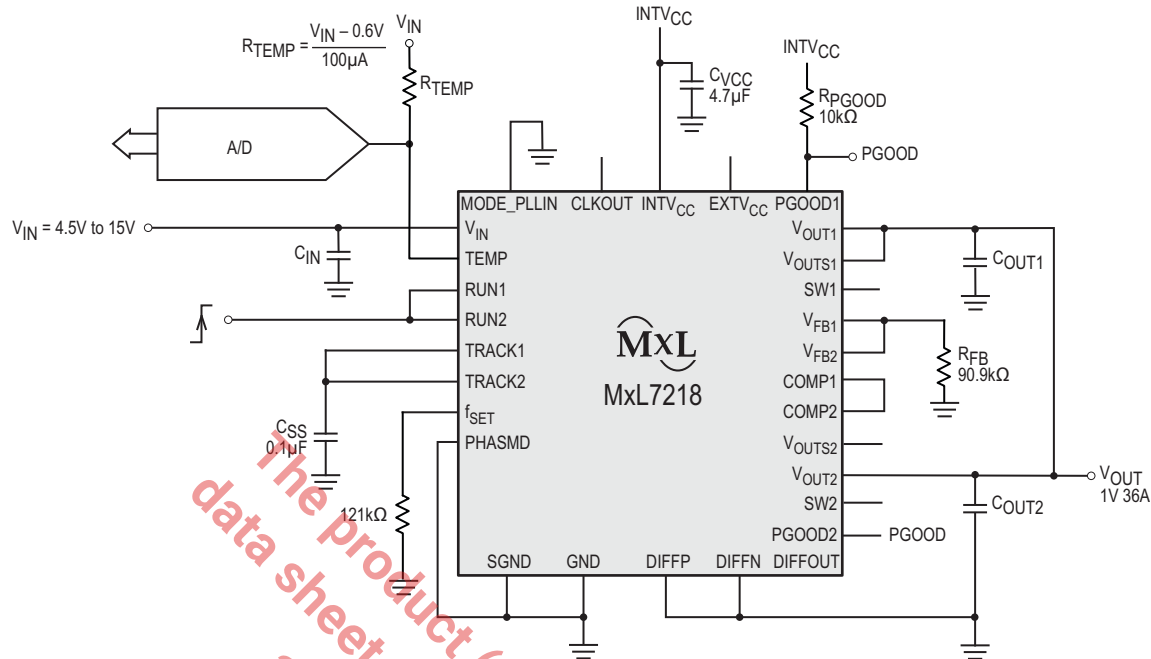 R_TEMP = (V_IN – 0.6V) / 100µA
V_IN
R_TEMP
INTV_CC
C_VCC
4.7µF
INTV_CC
R_PGOOD
10kΩ
PGOOD
A/D
V_IN = 4.5V to 15V
C_IN
MODE_PLLIN CLKOUT INTV_CC EXTV_CC PGOOD1
V_IN
TEMP
RUN1
RUN2
TRACK1
TRACK2
f_SET
PHASMD
C_SS
0.1µF
121kΩ
MxL
MxL7218
V_OUT1
V_OUTS1
SW1
V_FB1
V_FB2
COMP1
COMP2
V_OUTS2
V_OUT2
SW2
PGOOD2
PGOOD
SGND GND DIFFP DIFFN DIFFOUT
C_OUT1
R_FB
90.9kΩ
C_OUT2
V_OUT
1V 36A
The product (
data sheet